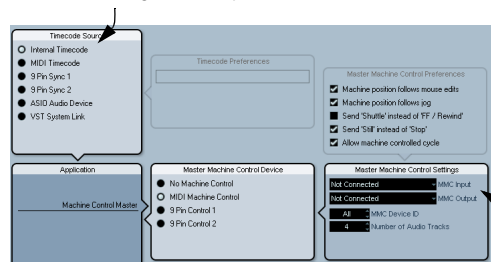 Timecode Source
Internal Timecode
MIDI Timecode
9 Pin Sync 1
9 Pin Sync 2
ASIO Audio Device
VST System Link
Timecode Preferences
Master Machine Control Preferences
Machine position follows mouse edits
Machine position follows jog
Send 'Shuttle' instead of 'FF / Rewind'
Send 'Still' instead of 'Stop'
Allow machine controlled cycle
Application
Machine Control Master
Master Machine Control Device
No Machine Control
MIDI Machine Control
9 Pin Control 1
9 Pin Control 2
Master Machine Control Settings
Not Connected MMC Input
Not Connected MMC Output
All MMC Device ID
4 Number of Audio Tracks